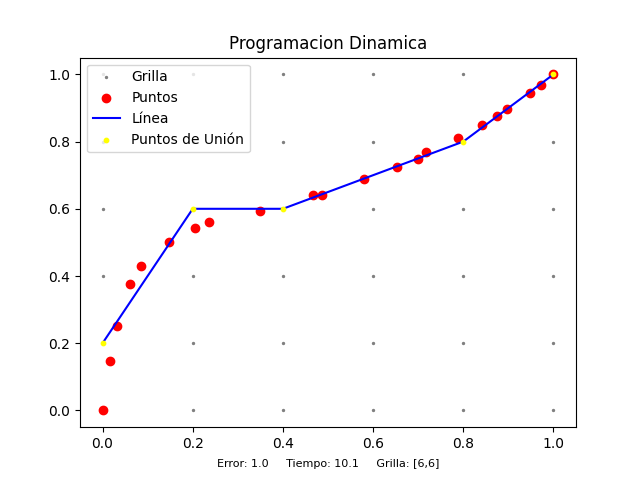 Programacion Dinamica
Grilla
Puntos
Línea
Puntos de Unión
1.0
0.8
0.6
0.4
0.2
0.0
0.0 0.2 0.4 0.6 0.8 1.0
Error: 1.0 Tiempo: 10.1 Grilla: [6,6]